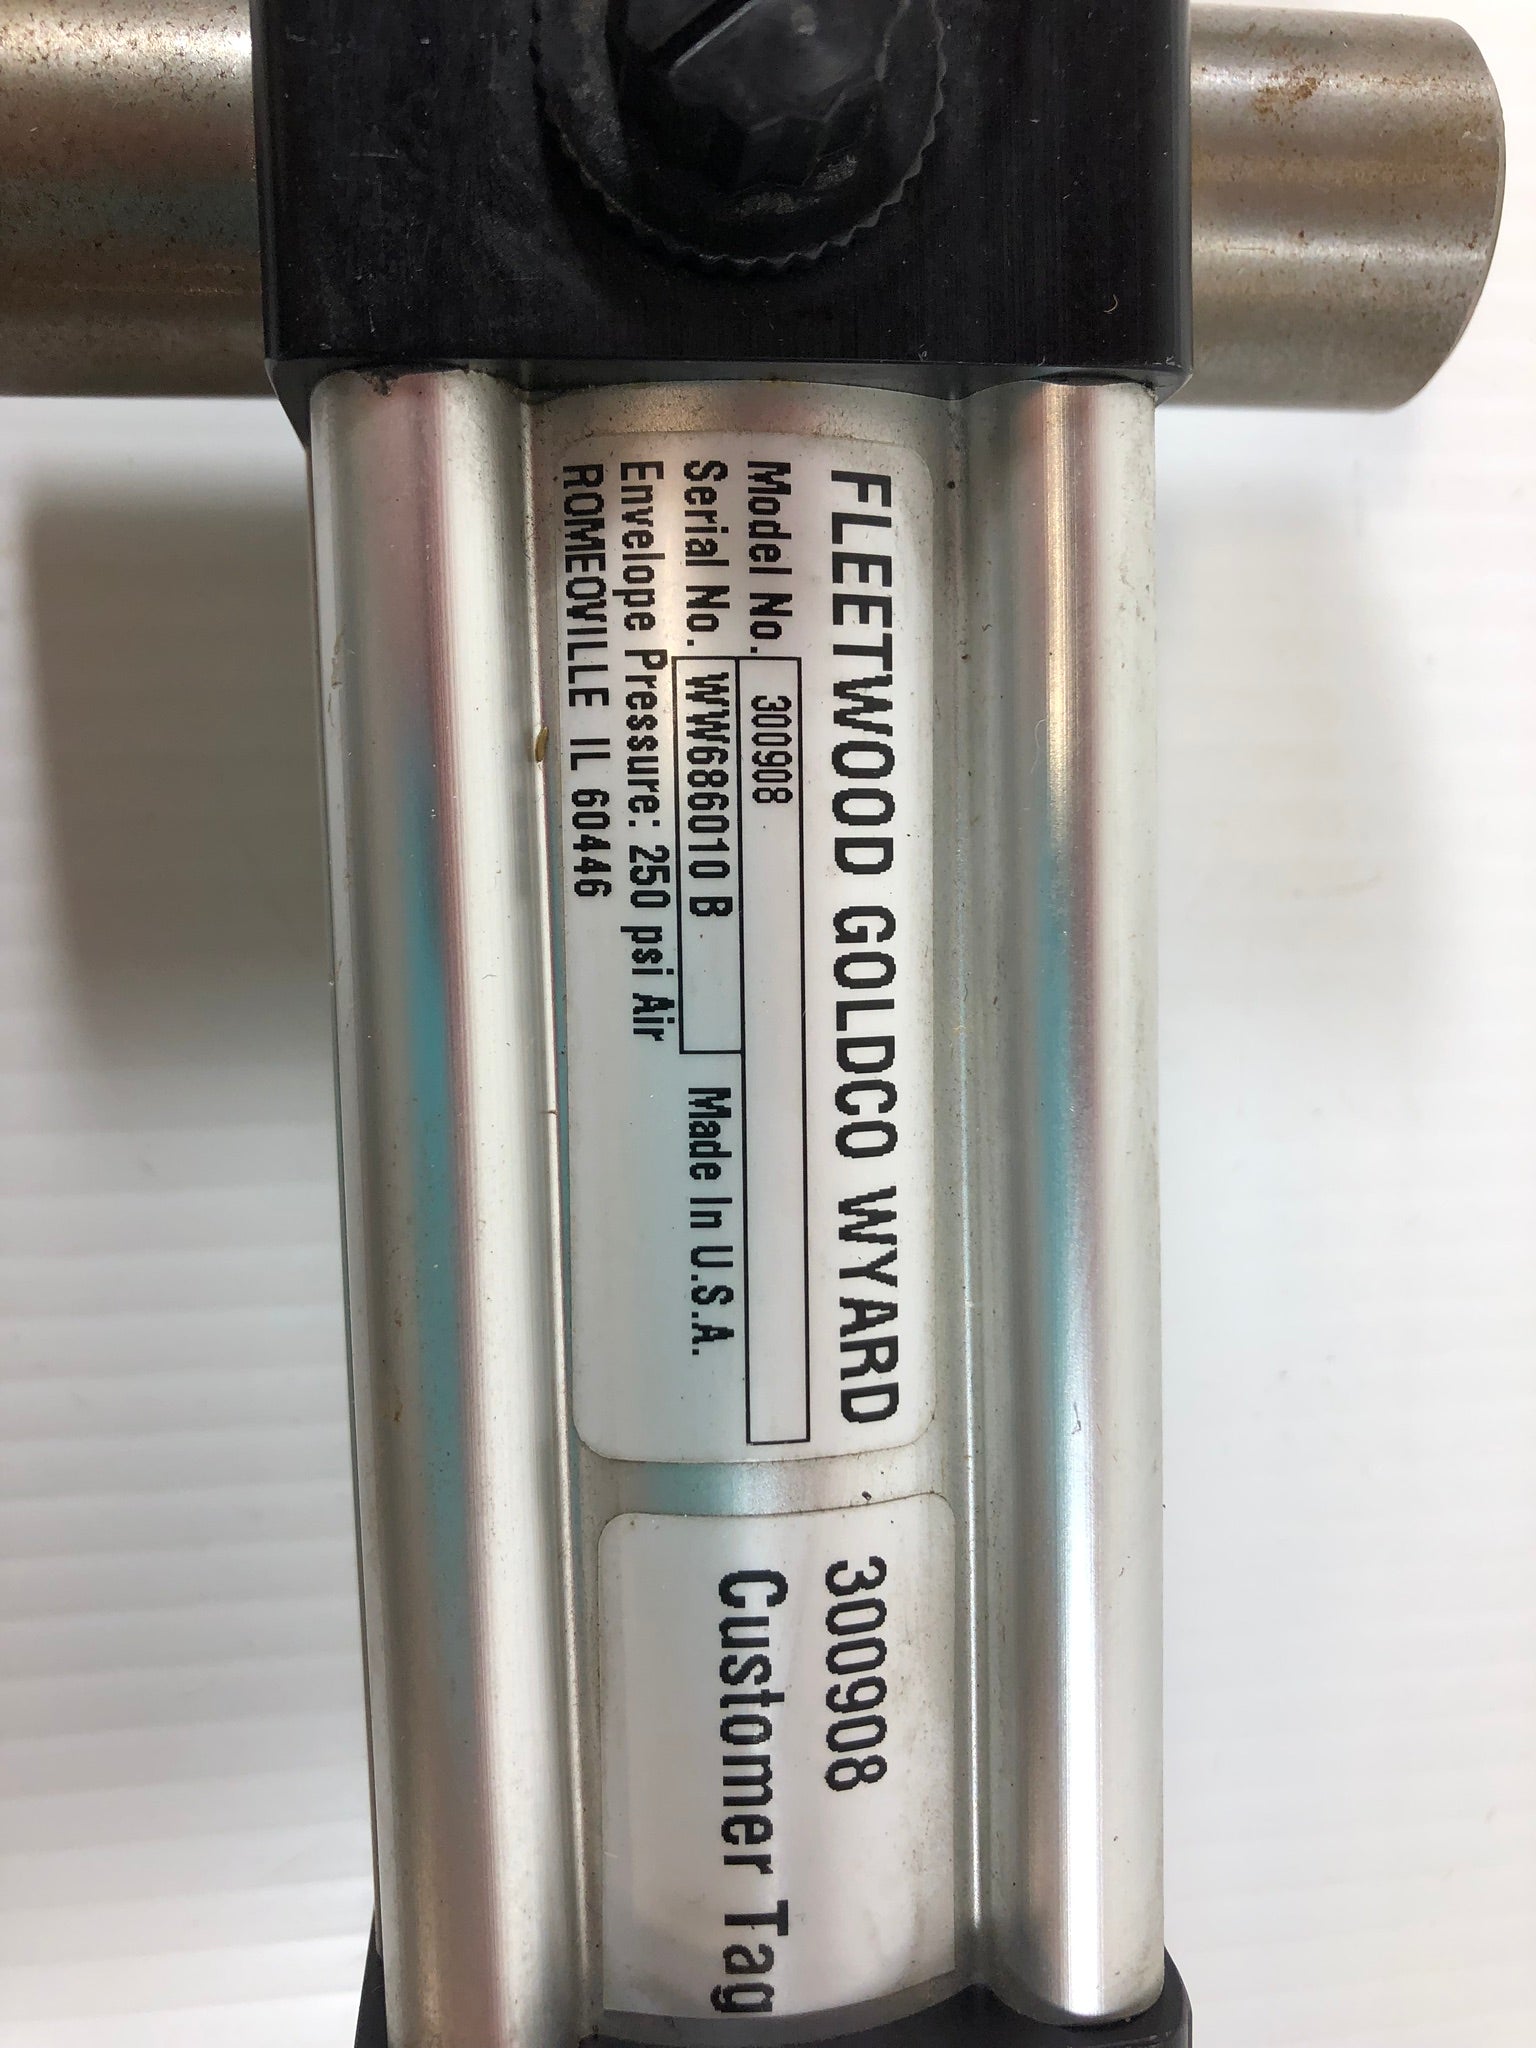 FLEETWOOD GOLDCO WYARD
Model No. 300908
Serial No. WW686010 B Made In U.S.A.
Envelope Pressure: 250 psi Air
ROMEOVILLE IL 60446
300908
Customer Tag